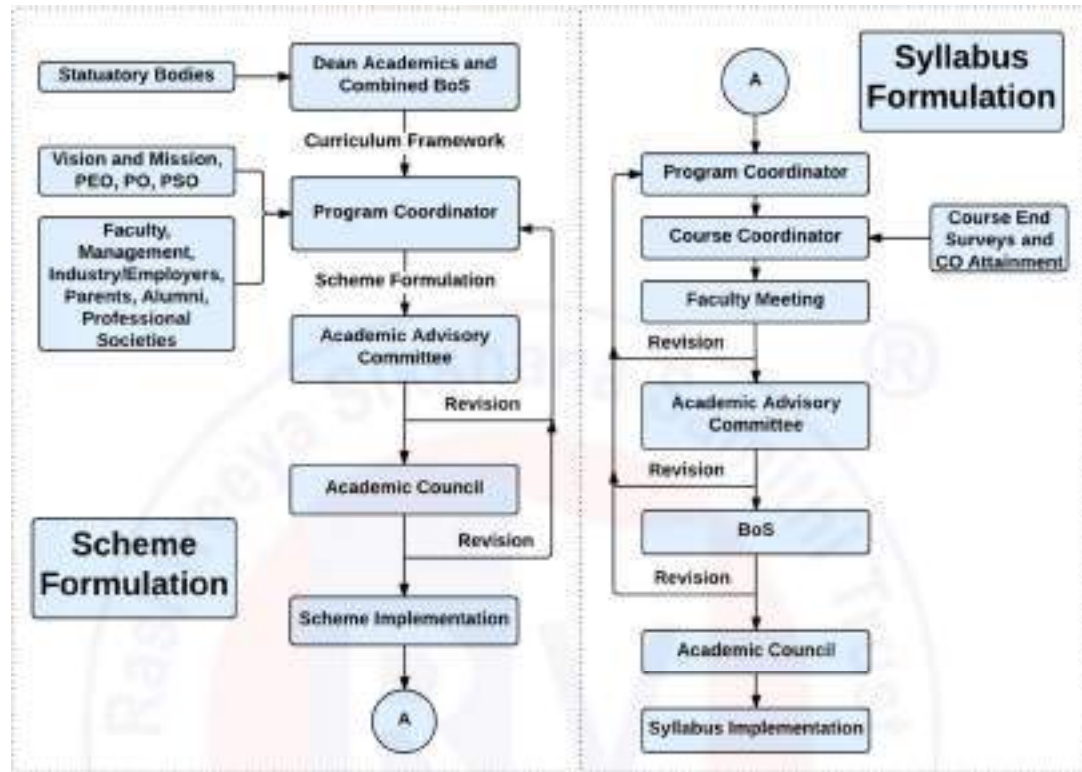 Statuatory Bodies
Dean Academics and
Combined BoS
Curriculum Framework
Vision and Mission,
PEO, PO, PSO
Program Coordinator
Faculty,
Management,
Industry/Employers,
Parents, Alumni,
Professional
Societies
Scheme Formulation
Academic Advisory
Committee
Revision
Academic Council
Revision
Scheme
Formulation
Scheme Implementation
A
A
Syllabus
Formulation
Program Coordinator
Course Coordinator
Course End
Surveys and
CO Attainment
Faculty Meeting
Revision
Academic Advisory
Committee
Revision
BoS
Revision
Academic Council
Syllabus Implementation